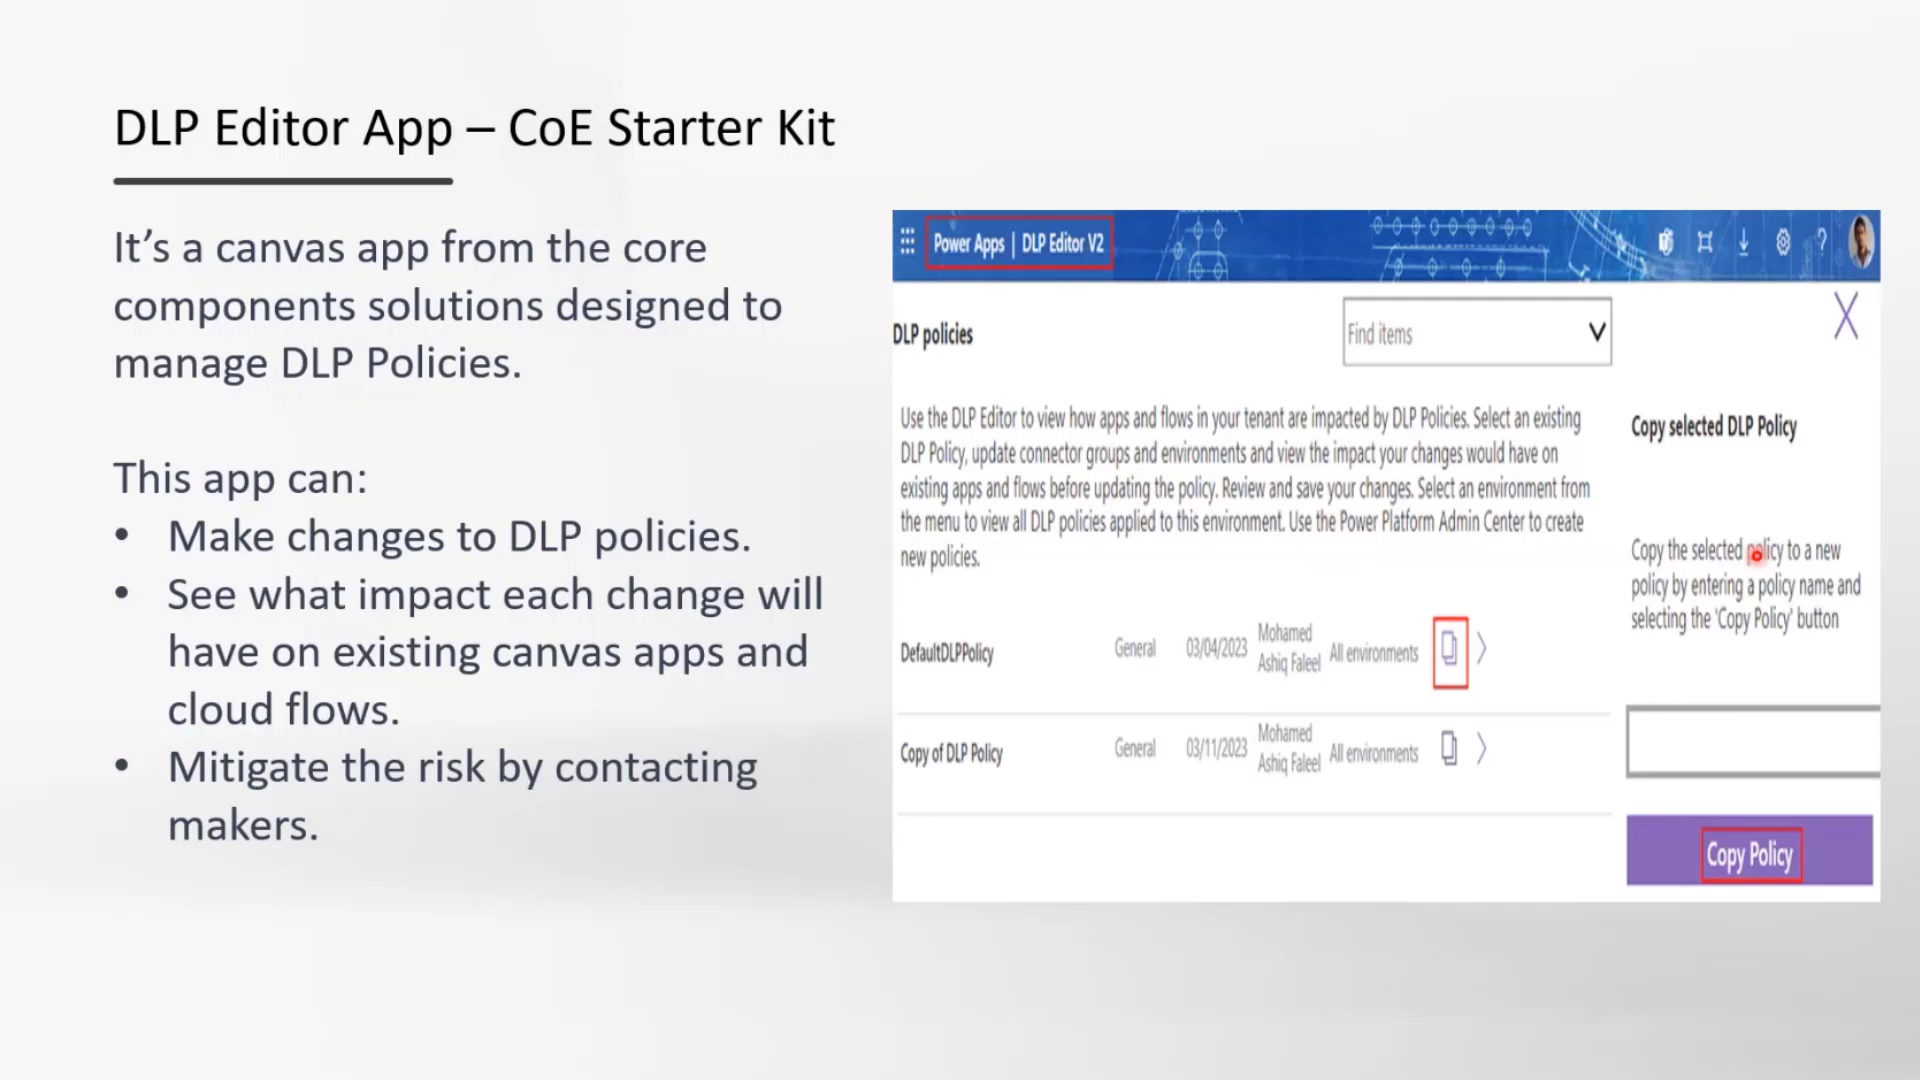 DLP Editor App – CoE Starter Kit
It’s a canvas app from the core
components solutions designed to
manage DLP Policies.
This app can:
• Make changes to DLP policies.
• See what impact each change will
have on existing canvas apps and
cloud flows.
• Mitigate the risk by contacting
makers.
Power Apps | DLP Editor V2
DLP policies
Find items
Use the DLP Editor to view how apps and flows in your tenant are impacted by DLP Policies. Select an existing
DLP Policy, update connector groups and environments and view the impact your changes would have on
existing apps and flows before updating the policy. Review and save your changes. Select an environment from
the menu to view all DLP policies applied to this environment. Use the Power Platform Admin Center to create
new policies.
DefaultDLPPolicy General 03/04/2023 Mohamed Ashiq Faleel All environments
Copy of DLP Policy General 03/11/2023 Mohamed Ashiq Faleel All environments
Copy selected DLP Policy
Copy the selected policy to a new
policy by entering a policy name and
selecting the 'Copy Policy' button
Copy Policy